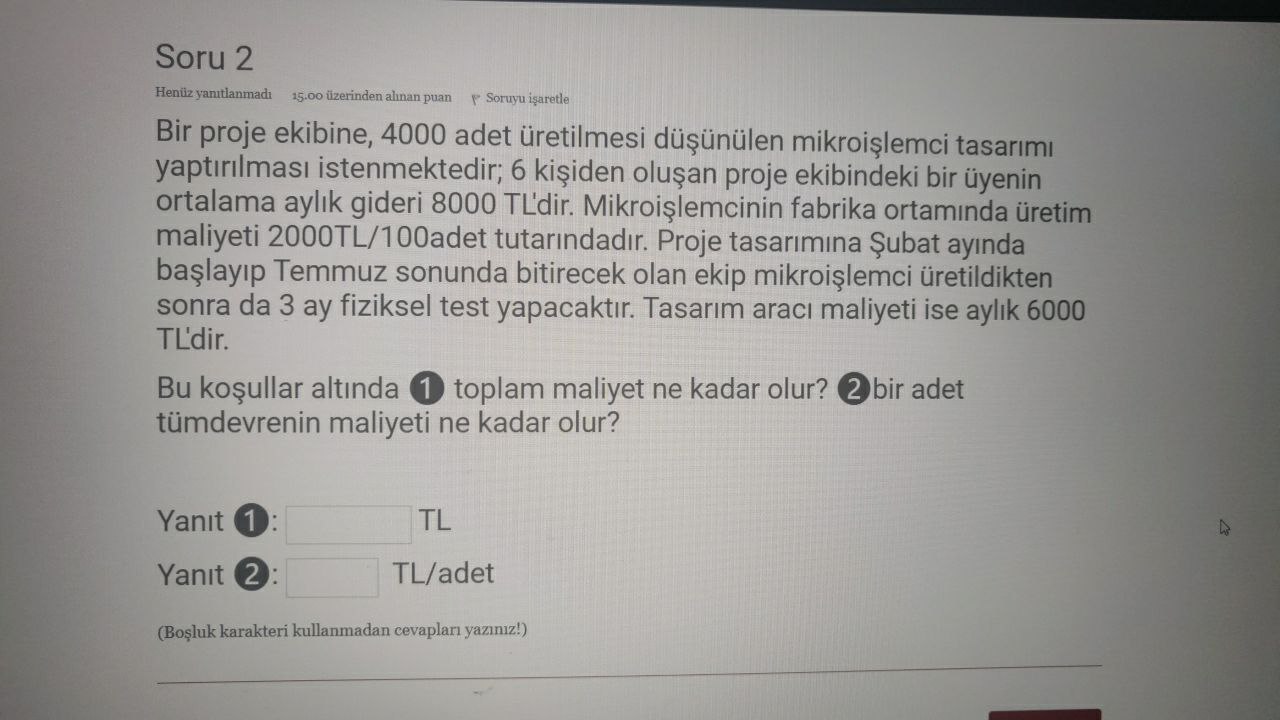 Soru 2
Henüz yanıtlanmadı 15.00 üzerinden alınan puan Soruyu işaretle
Bir proje ekibine, 4000 adet üretilmesi düşünülen mikroişlemci tasarımı
yaptırılması istenmektedir; 6 kişiden oluşan proje ekibindeki bir üyenin
ortalama aylık gideri 8000 TL'dir. Mikroişlemcinin fabrika ortamında üretim
maliyeti 2000TL/100adet tutarındadır. Proje tasarımına Şubat ayında
başlayıp Temmuz sonunda bitirecek olan ekip mikroişlemci üretildikten
sonra da 3 ay fiziksel test yapacaktır. Tasarım aracı maliyeti ise aylık 6000
TL'dir.
Bu koşullar altında ❶ toplam maliyet ne kadar olur? ❷bir adet
tümdevrenin maliyeti ne kadar olur?
Yanıt ❶: TL
Yanıt ❷: TL/adet
(Boşluk karakteri kullanmadan cevapları yazınız!)